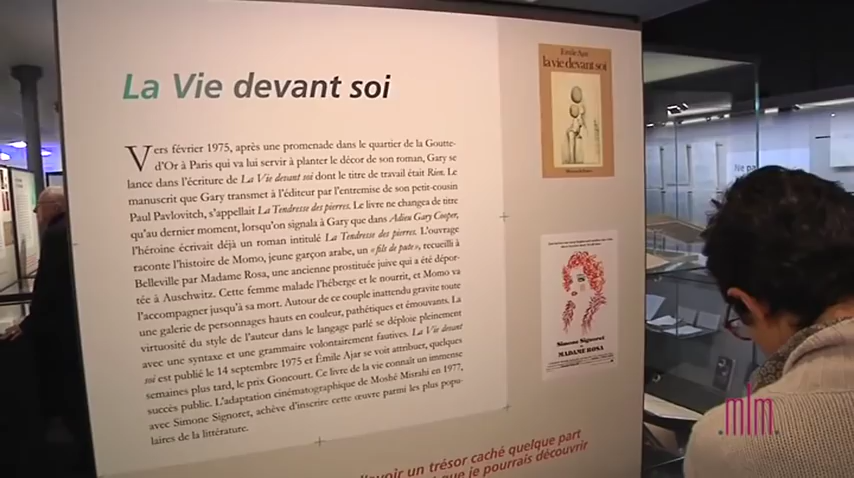 La Vie devant soi
Vers février 1975, après une promenade dans le quartier de la Goutte-
d'Or à Paris qui va lui servir à planter le décor de son roman, Gary se
lance dans l'écriture de La Vie devant soi dont le titre de travail était Rien. Le
manuscrit que Gary transmet à l'éditeur par l'entremise de son petit-cousin
Paul Pavlovitch, s'appellait La Tendresse des pierres. Le livre ne changea de titre
qu'au dernier moment, lorsqu'on signala à Gary que dans Adieu Gary Cooper,
l'héroïne écrivait déjà un roman intitulé La Tendresse des pierres. L'ouvrage
raconte l'histoire de Momo, jeune garçon arabe, un « fils de pute », recueilli à
Belleville par Madame Rosa, une ancienne prostituée juive qui a été dépor-
tée à Auschwitz. Cette femme malade l'héberge et le nourrit, et Momo va
l'accompagner jusqu'à sa mort. Autour de ce couple inattendu gravite toute
une galerie de personnages hauts en couleur, pathétiques et émouvants. La
virtuosité du style de l'auteur dans le langage parlé se déploie pleinement
avec une syntaxe et une grammaire volontairement fautives. La Vie devant
soi est publié le 14 septembre 1975 et Émile Ajar se voit attribuer, quelques
semaines plus tard, le prix Goncourt. Ce livre de la vie connaît un immense
succès public. L'adaptation cinématographique de Moshé Misrahi en 1977,
avec Simone Signoret, achève d'inscrire cette œuvre parmi les plus popu-
laires de la littérature.
Émile Ajar
la vie devant soi
Simone Signoret
MADAME ROSA
avoir un trésor caché quelque part
que je pourrais découvrir
Ne pa
mlm